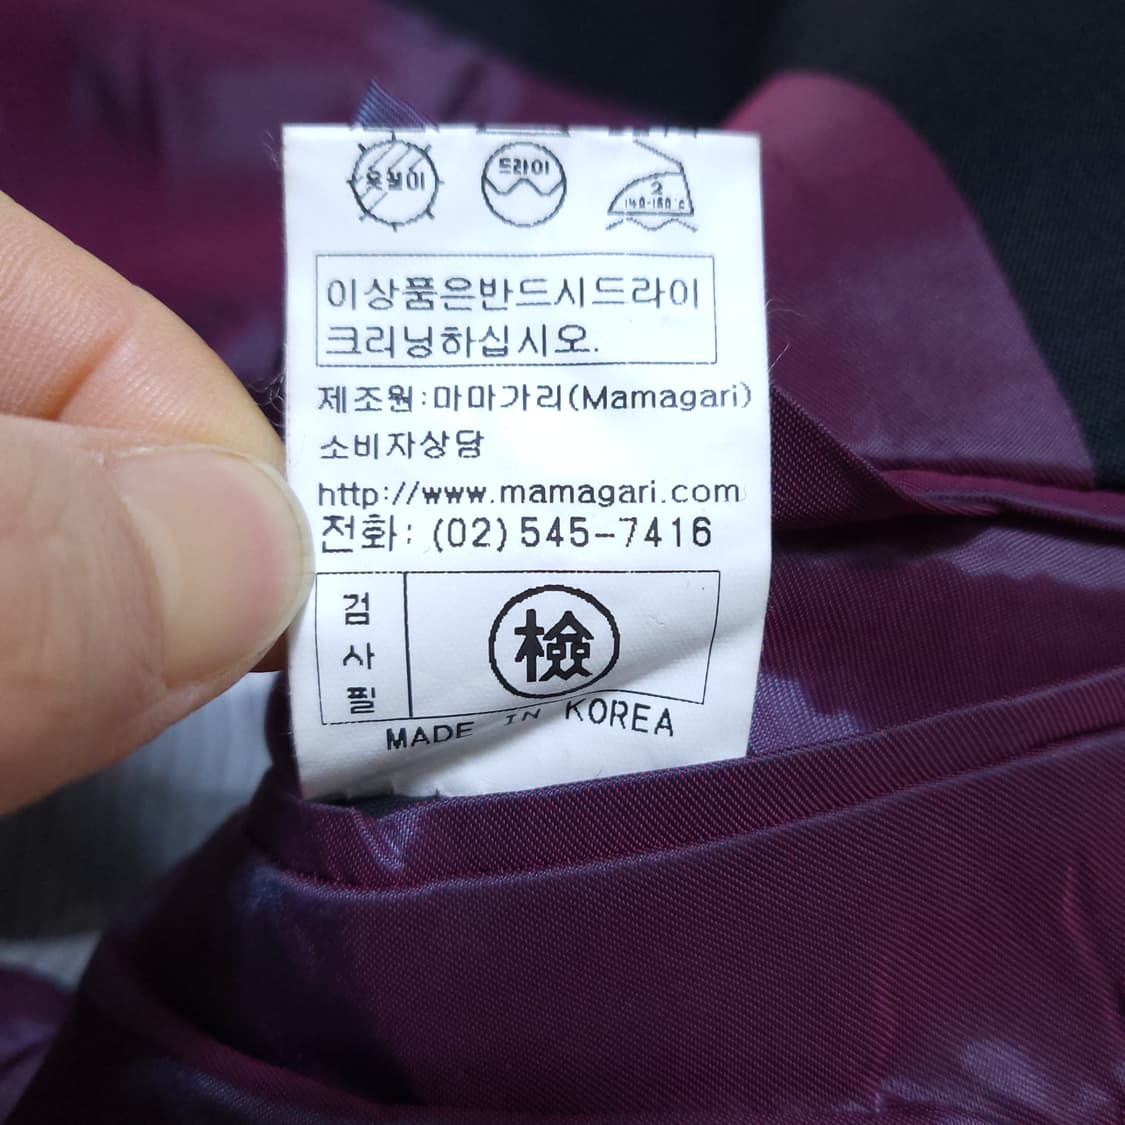 옷걸이
드라이
2
140-160°c
이상품은반드시드라이
크리닝하십시오.
제조원:마마가리(Mamagari)
소비자상담
http://www.mamagari.com
전화: (02)545-7416
검사필
檢
MADE IN KOREA